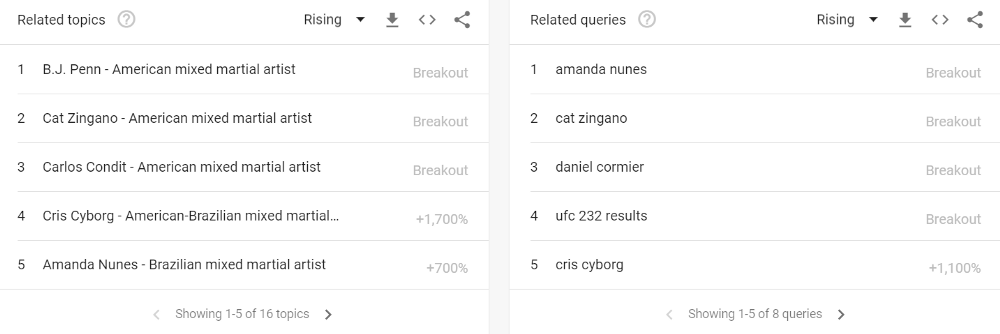 Related topics ? Rising
1 B.J. Penn - American mixed martial artist Breakout
2 Cat Zingano - American mixed martial artist Breakout
3 Carlos Condit - American mixed martial artist Breakout
4 Cris Cyborg - American-Brazilian mixed martial... +1,700%
5 Amanda Nunes - Brazilian mixed martial artist +700%
Showing 1-5 of 16 topics
Related queries ? Rising
1 amanda nunes Breakout
2 cat zingano Breakout
3 daniel cormier Breakout
4 ufc 232 results Breakout
5 cris cyborg +1,100%
Showing 1-5 of 8 queries